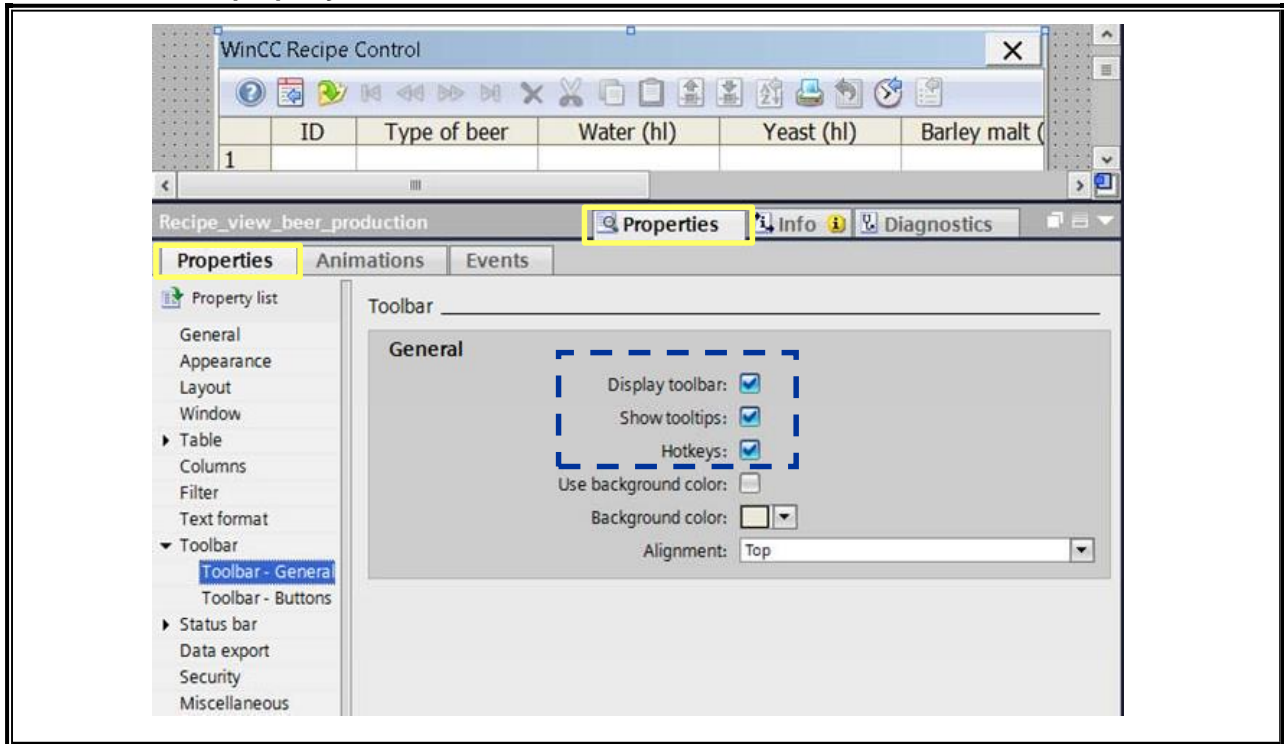 WinCC Recipe Control
ID Type of beer Water (hl) Yeast (hl) Barley malt (
1
Recipe_view_beer_production Properties Info Diagnostics
Properties Animations Events
Property list
General
Appearance
Layout
Window
Table
Columns
Filter
Text format
Toolbar
Toolbar - General
Toolbar - Buttons
Status bar
Data export
Security
Miscellaneous
Toolbar
General
Display toolbar:
Show tooltips:
Hotkeys:
Use background color:
Background color:
Alignment: Top